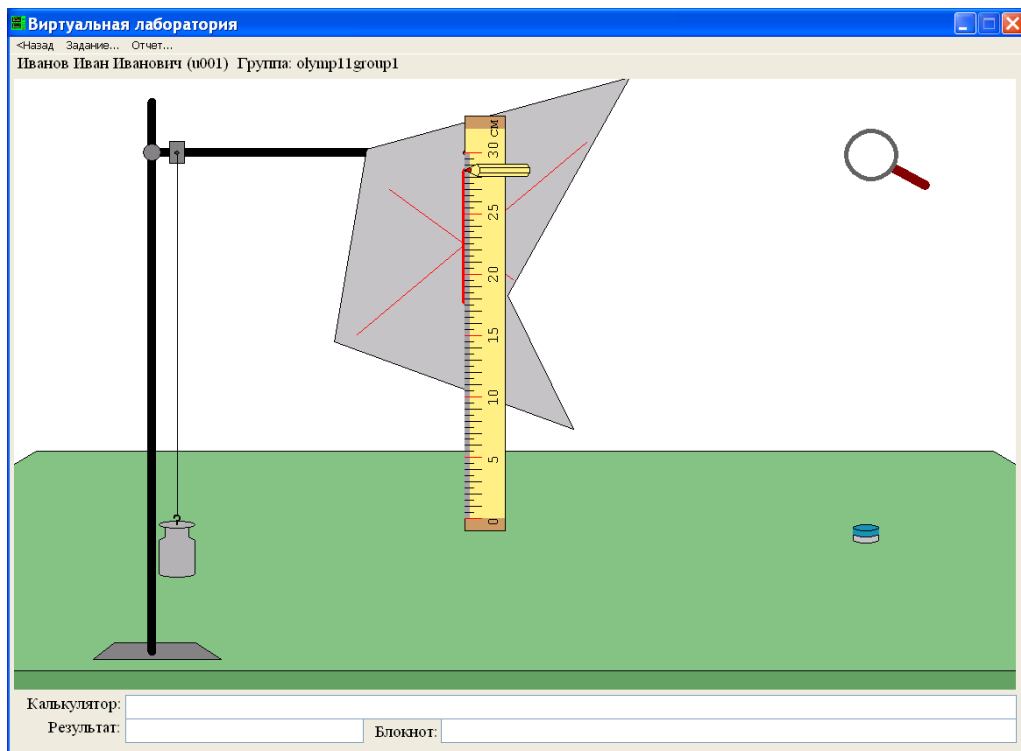 Виртуальная лаборатория
<Назад Задание... Отчет...
Иванов Иван Иванович (u001) Группа: olymp11group1
30 см
25
20
15
10
5
0
Калькулятор:
Результат:
Блокнот: